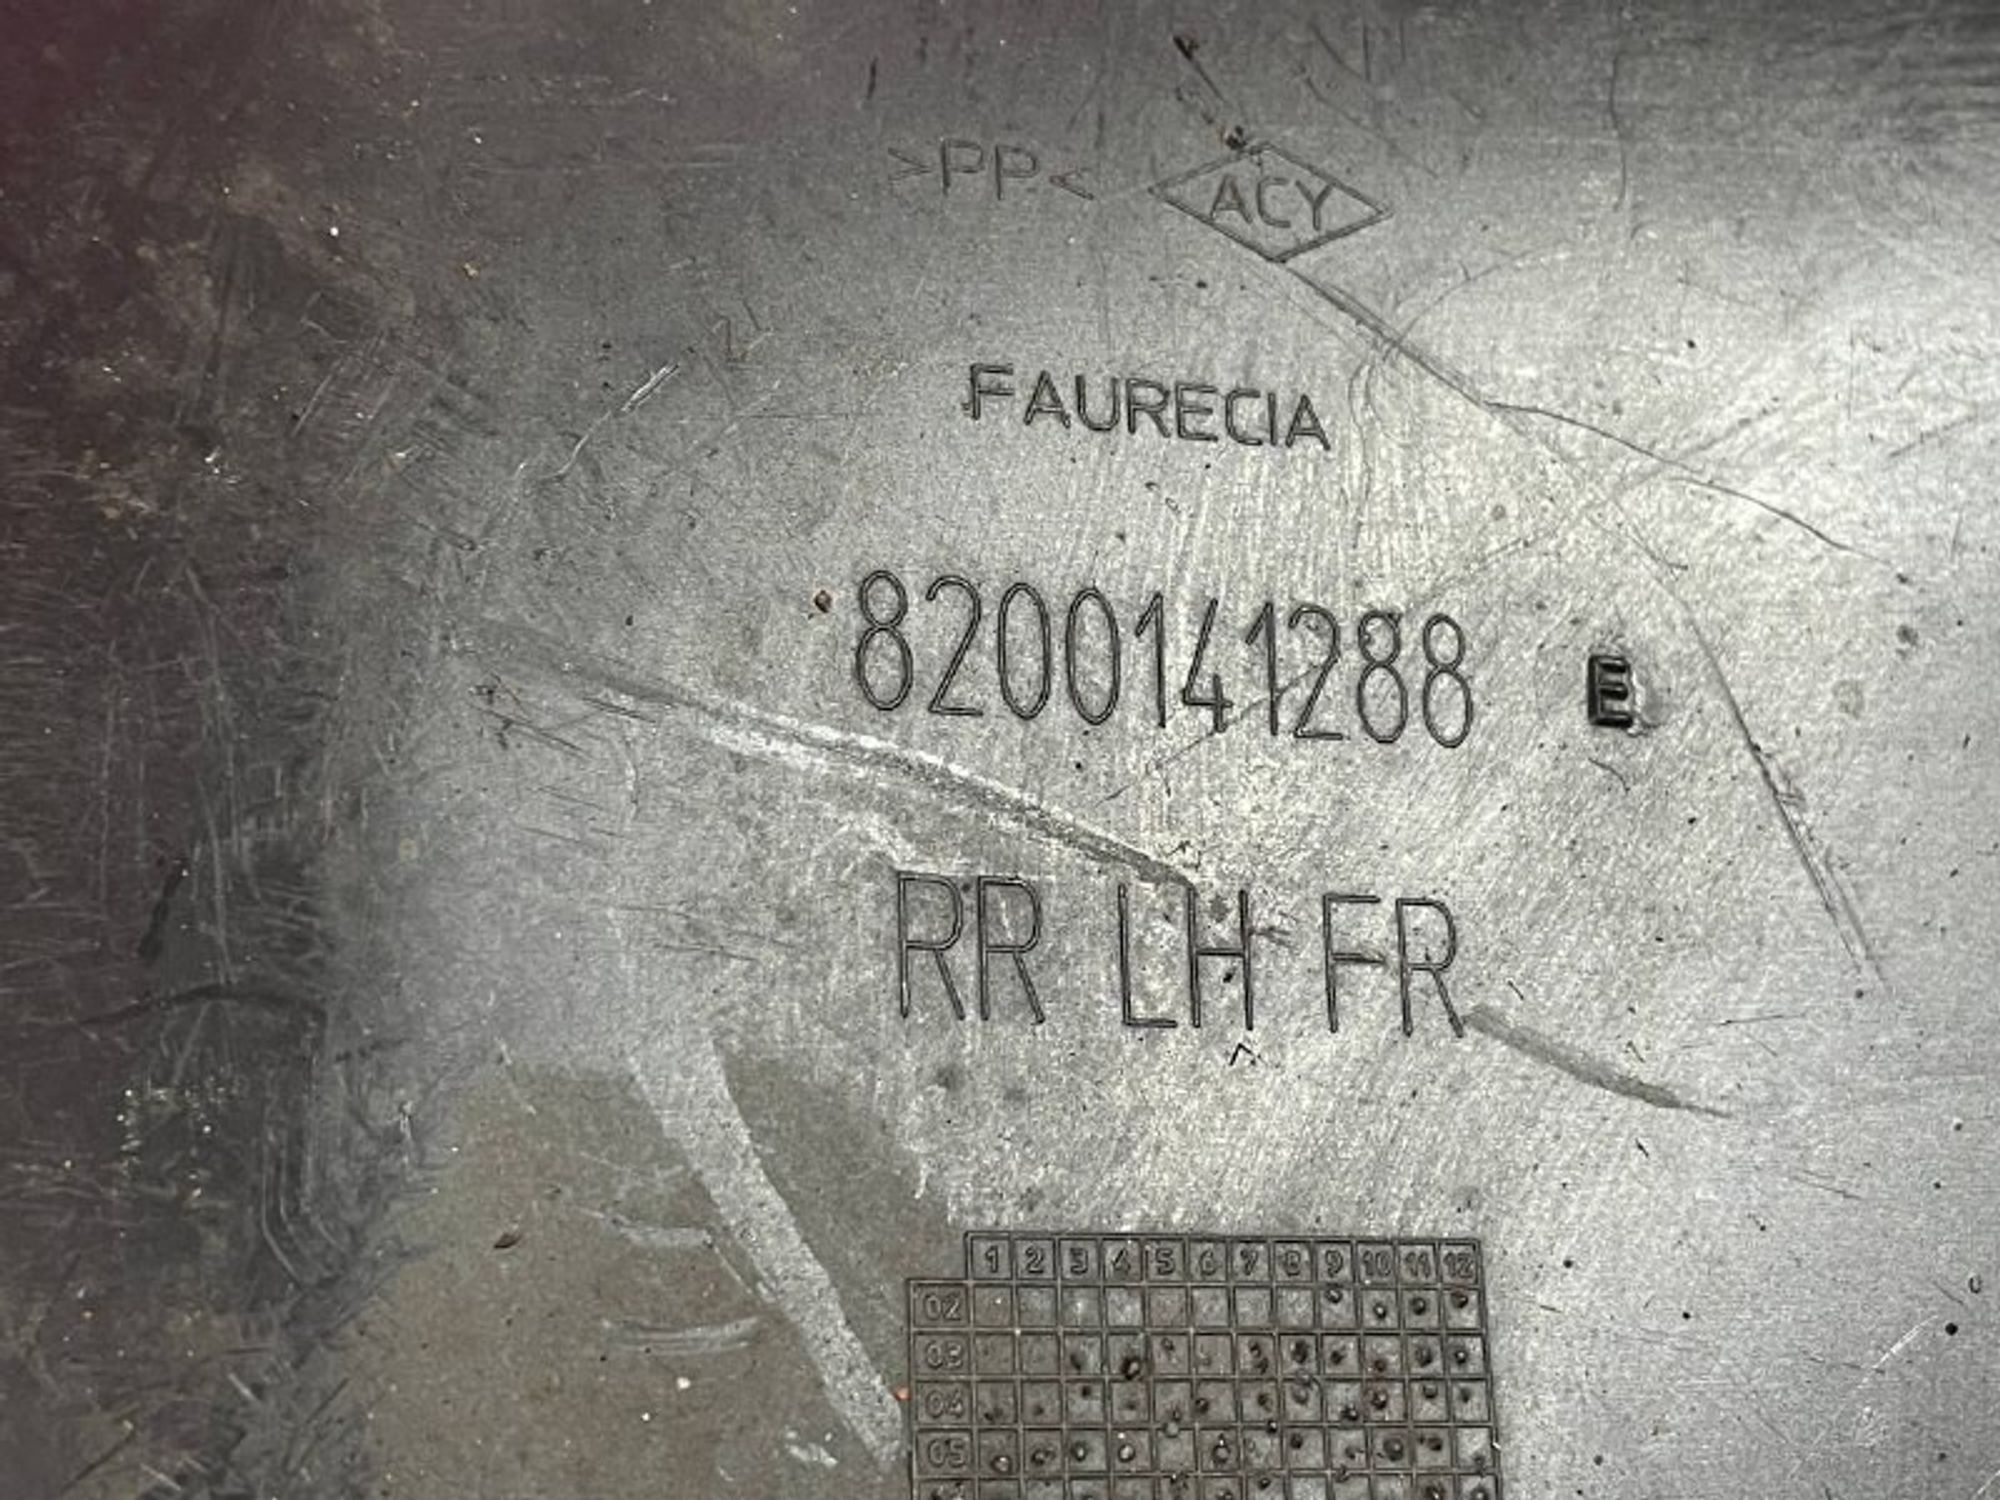 >PP< ACY
FAURECIA
8200141288 E
RR LH FR
1 2 3 4 5 6 7 8 9 10 11 12
02
03
04
05